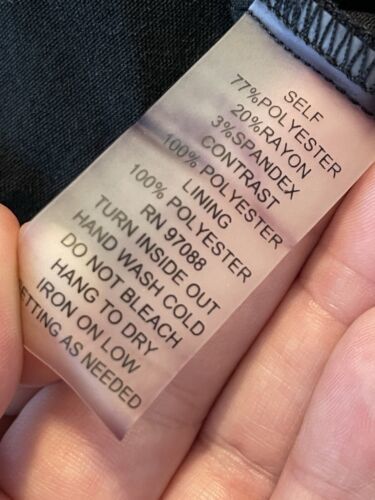 SELF
77%POLYESTER
20%RAYON
3%SPANDEX
CONTRAST
100% POLYESTER
LINING
100% POLYESTER
RN 97088
TURN INSIDE OUT
HAND WASH COLD
DO NOT BLEACH
HANG TO DRY
IRON ON LOW
ETTING AS NEEDED